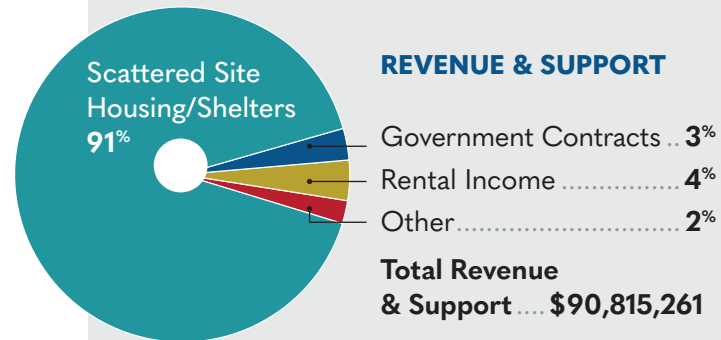 Scattered Site
Housing/Shelters
91%
REVENUE & SUPPORT
Government Contracts .. 3%
Rental Income ............... 4%
Other............................. 2%
Total Revenue
& Support .... $90,815,261